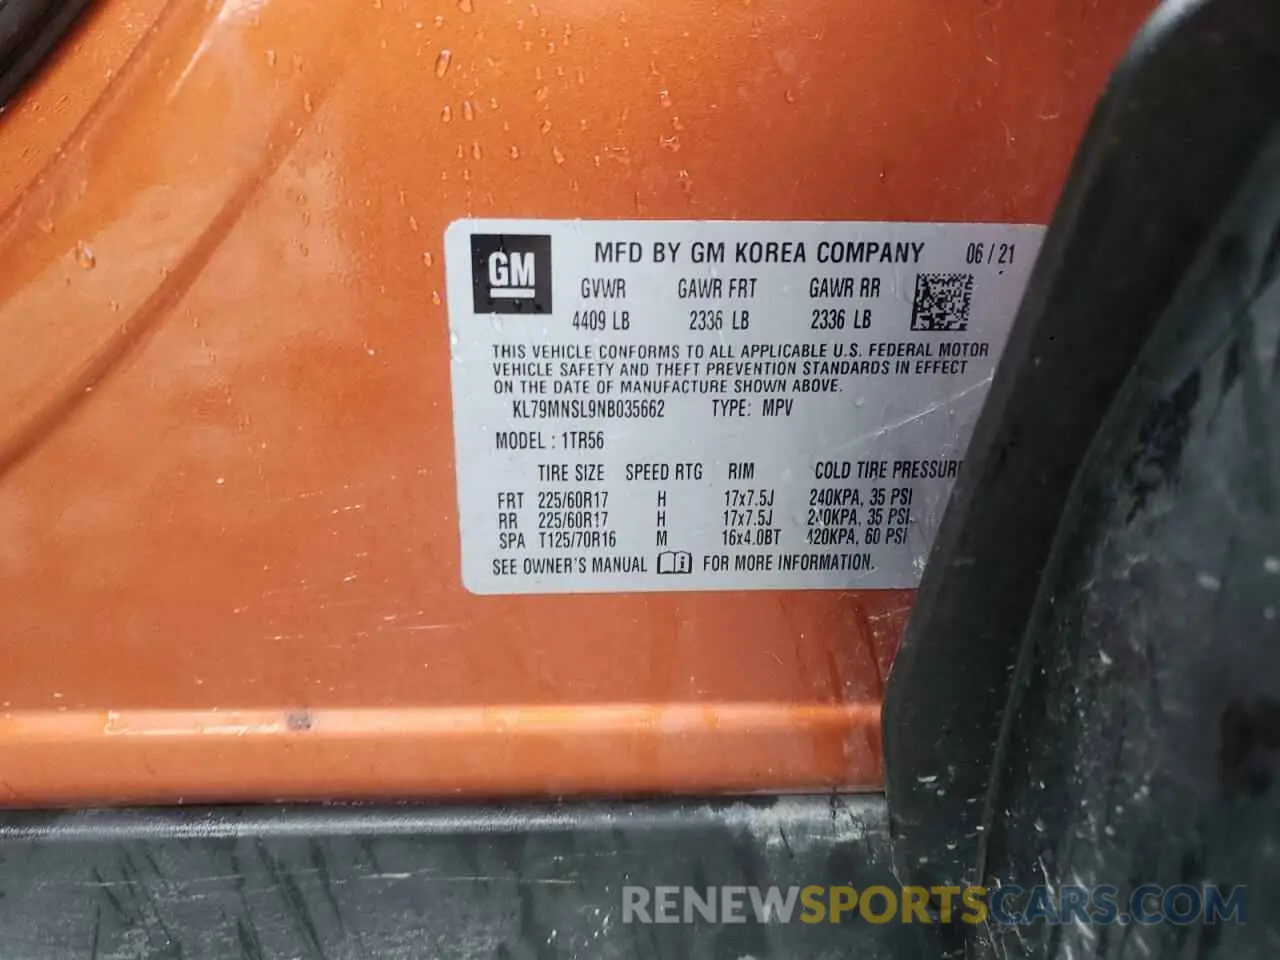 GM
MFD BY GM KOREA COMPANY 06 / 21
GVWR GAWR FRT GAWR RR
4409 LB 2336 LB 2336 LB
THIS VEHICLE CONFORMS TO ALL APPLICABLE U.S. FEDERAL MOTOR
VEHICLE SAFETY AND THEFT PREVENTION STANDARDS IN EFFECT
ON THE DATE OF MANUFACTURE SHOWN ABOVE.
KL79MNSL9NB035662 TYPE: MPV
MODEL : 1TR56
TIRE SIZE SPEED RTG RIM COLD TIRE PRESSURE
FRT 225/60R17 H 17x7.5J 240KPA, 35 PSI
RR 225/60R17 H 17x7.5J 240KPA, 35 PSI
SPA T125/70R16 M 16x4.0BT 420KPA, 60 PSI
SEE OWNER'S MANUAL i FOR MORE INFORMATION.
RENEWSPORTSCARS.COM